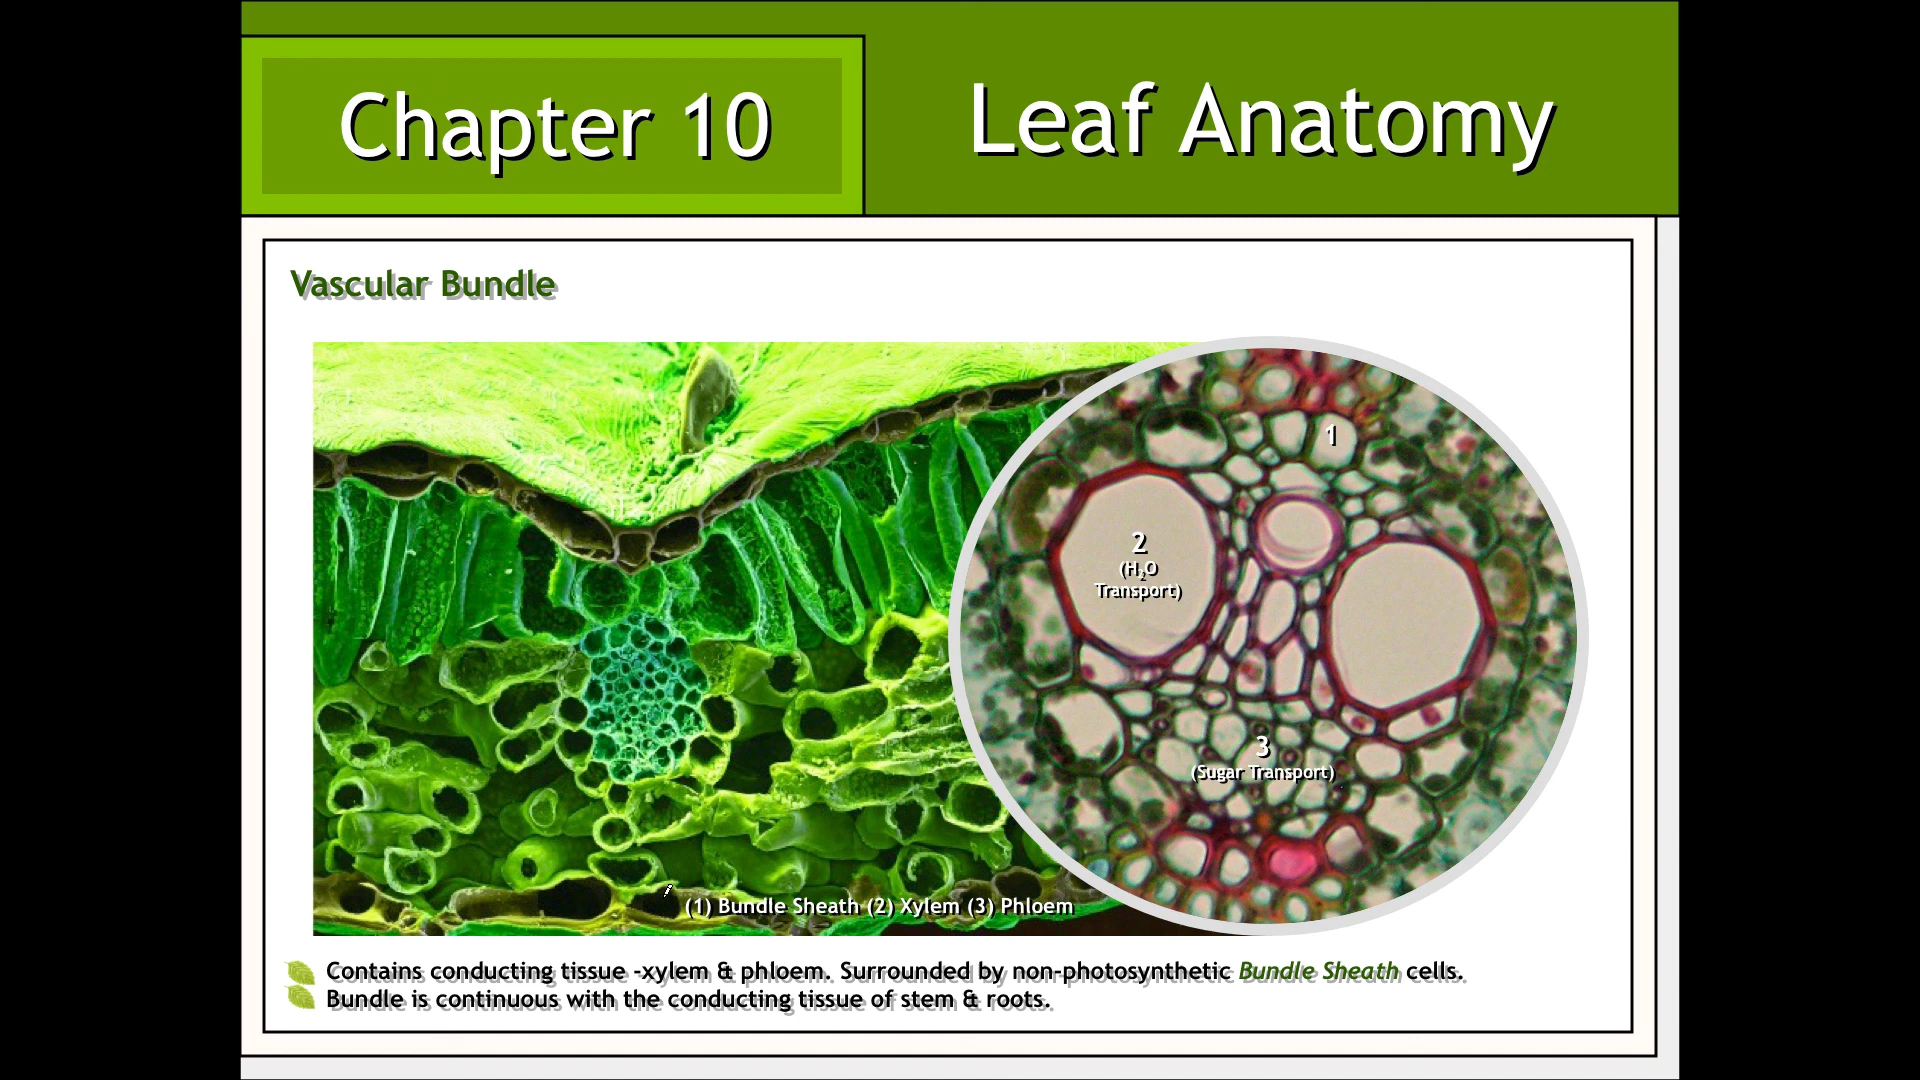 Chapter 10
Leaf Anatomy
Vascular Bundle
1
2
(H₂O
Transport)
3
(Sugar Transport)
(1) Bundle Sheath (2) Xylem (3) Phloem
Contains conducting tissue -xylem & phloem. Surrounded by non-photosynthetic Bundle Sheath cells.
Bundle is continuous with the conducting tissue of stem & roots.